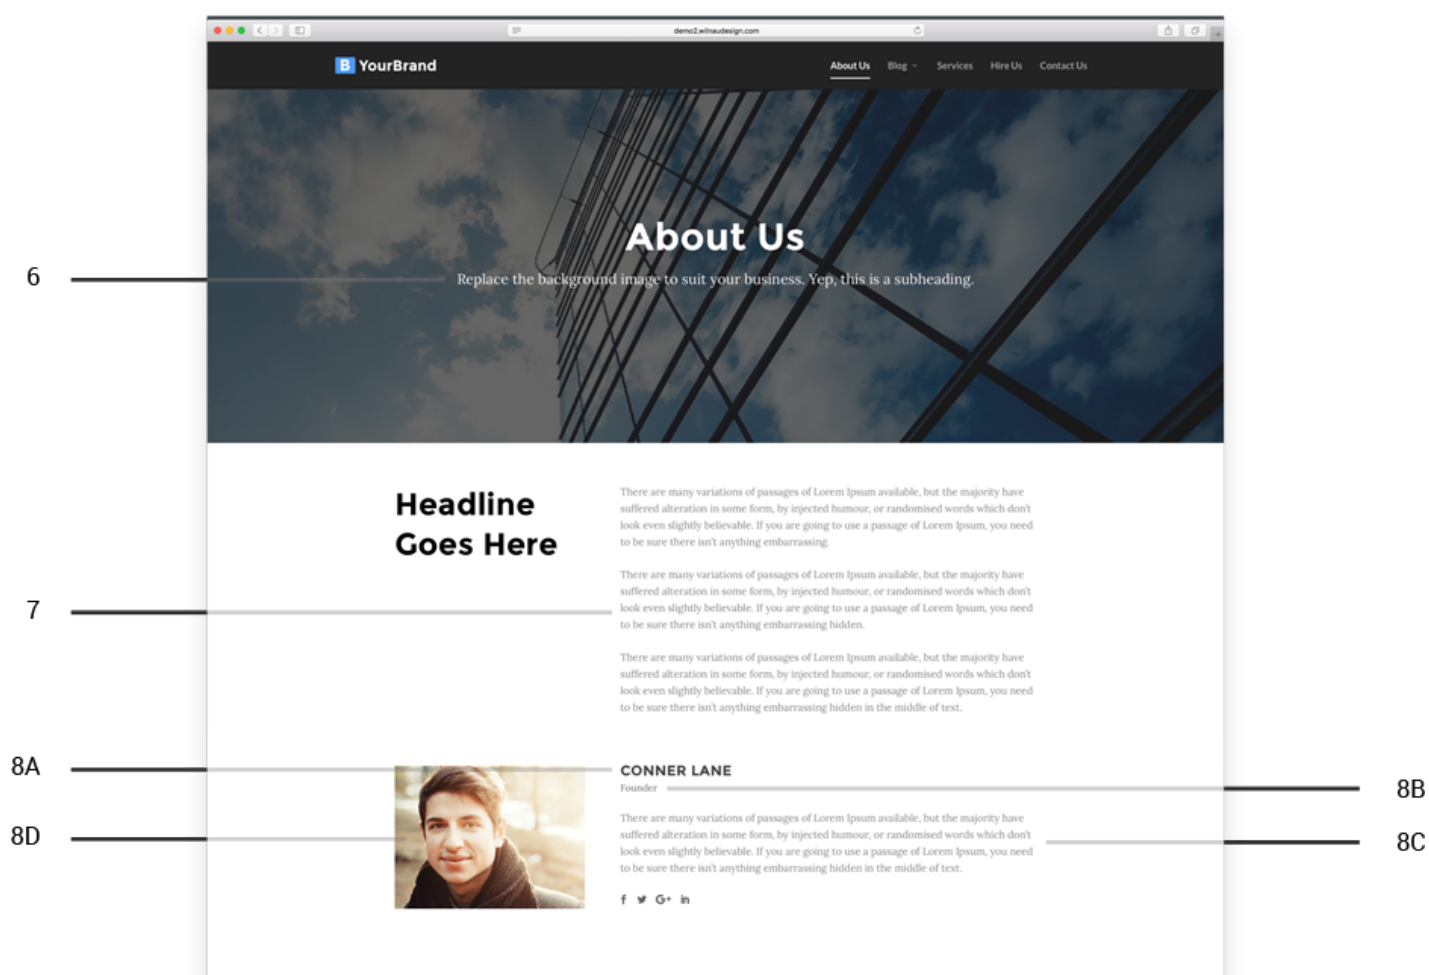 demo2.wilnaudesign.com
B YourBrand
About Us Blog Services Hire Us Contact Us
About Us
6
Replace the background image to suit your business. Yep, this is a subheading.
Headline
Goes Here
There are many variations of passages of Lorem Ipsum available, but the majority have
suffered alteration in some form, by injected humour, or randomised words which don't
look even slightly believable. If you are going to use a passage of Lorem Ipsum, you need
to be sure there isn't anything embarrassing.
There are many variations of passages of Lorem Ipsum available, but the majority have
suffered alteration in some form, by injected humour, or randomised words which don't
look even slightly believable. If you are going to use a passage of Lorem Ipsum, you need
to be sure there isn't anything embarrassing hidden.
7
There are many variations of passages of Lorem Ipsum available, but the majority have
suffered alteration in some form, by injected humour, or randomised words which don't
look even slightly believable. If you are going to use a passage of Lorem Ipsum, you need
to be sure there isn't anything embarrassing hidden in the middle of text.
8A
CONNER LANE
Founder
8B
There are many variations of passages of Lorem Ipsum available, but the majority have
suffered alteration in some form, by injected humour, or randomised words which don't
look even slightly believable. If you are going to use a passage of Lorem Ipsum, you need
to be sure there isn't anything embarrassing hidden in the middle of text.
8D
8C
f G+ in